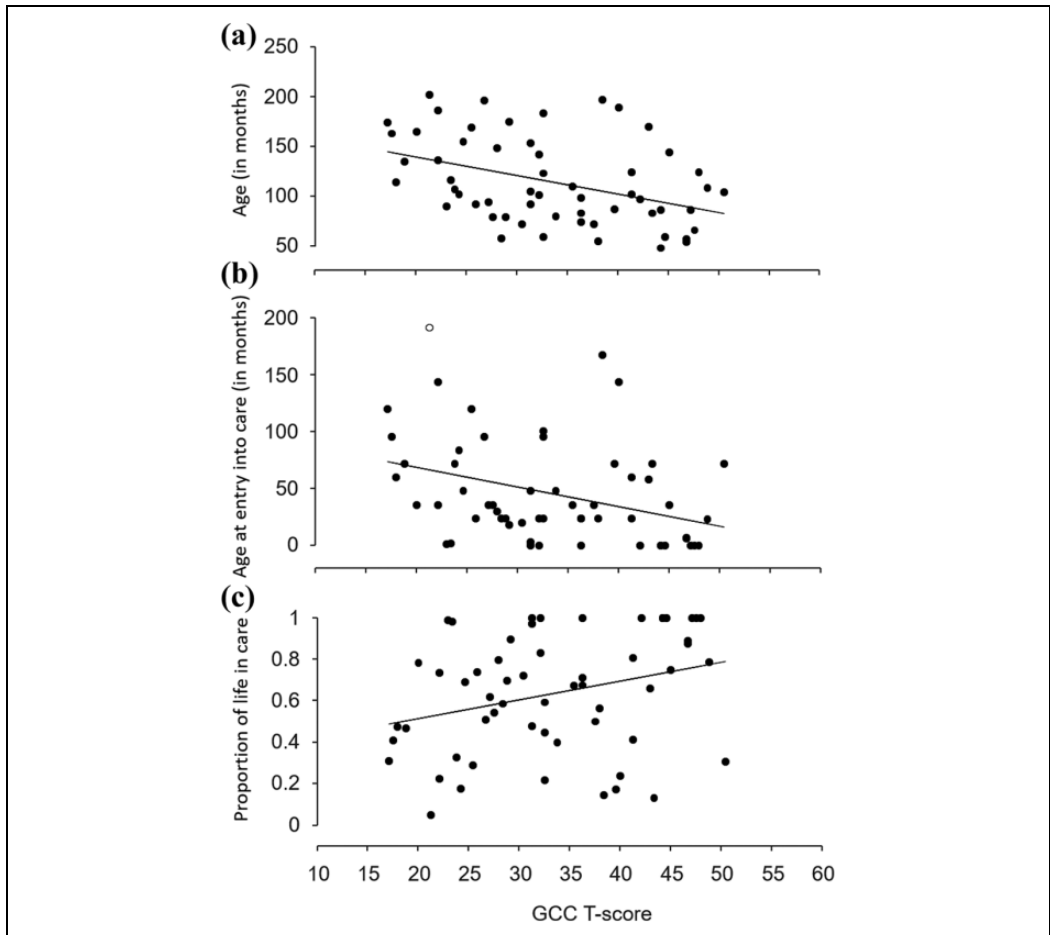 (a)
250
200
150
100
50
Age (in months)
(b)
200
150
100
50
0
Age at entry into care (in months)
(c)
1
0.8
0.6
0.4
0.2
0
Proportion of life in care
10 15 20 25 30 35 40 45 50 55 60
GCC T-score